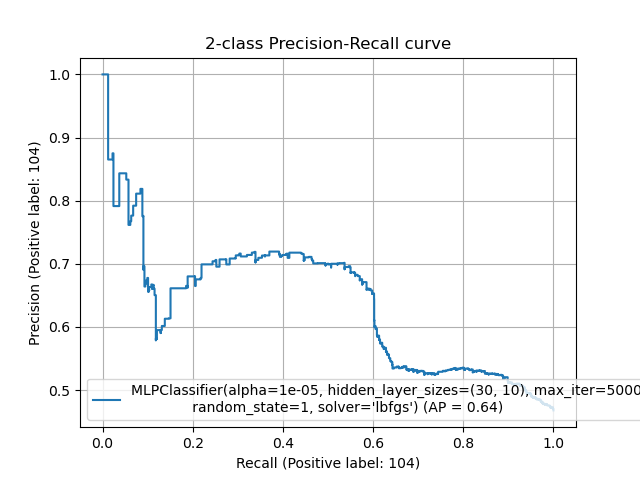 2-class Precision-Recall curve
1.0
0.9
0.8
0.7
0.6
0.5
Precision (Positive label: 104)
MLPClassifier(alpha=1e-05, hidden_layer_sizes=(30, 10), max_iter=5000
random_state=1, solver='lbfgs') (AP = 0.64)
0.0 0.2 0.4 0.6 0.8 1.0
Recall (Positive label: 104)